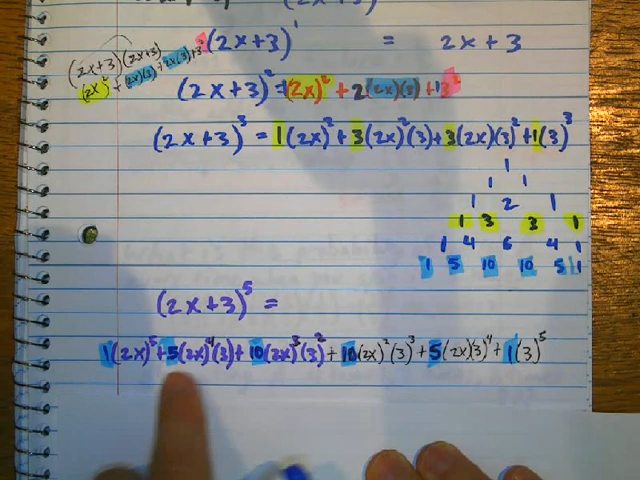 (2x+3)
(2x+3)¹ = 2x+3
(2x+3)(2x+3)
(2x)²+(2x)(3)+(2x)(3)+3²
(2x+3)² = (2x)² + 2(2x)(3) + 1 3²
(2x+3)³ = 1(2x)²+3(2x)²(3)+3(2x)(3)²+1(3)³
1
1 1
1 2 1
1 3 3 1
1 4 6 4 1
1 5 10 10 5 1
(2x+3)⁵ =
1(2x)⁵+5(2x)⁴(3)+10(2x)³(3)²+10(2x)²(3)³+5(2x)(3)⁴+1(3)⁵